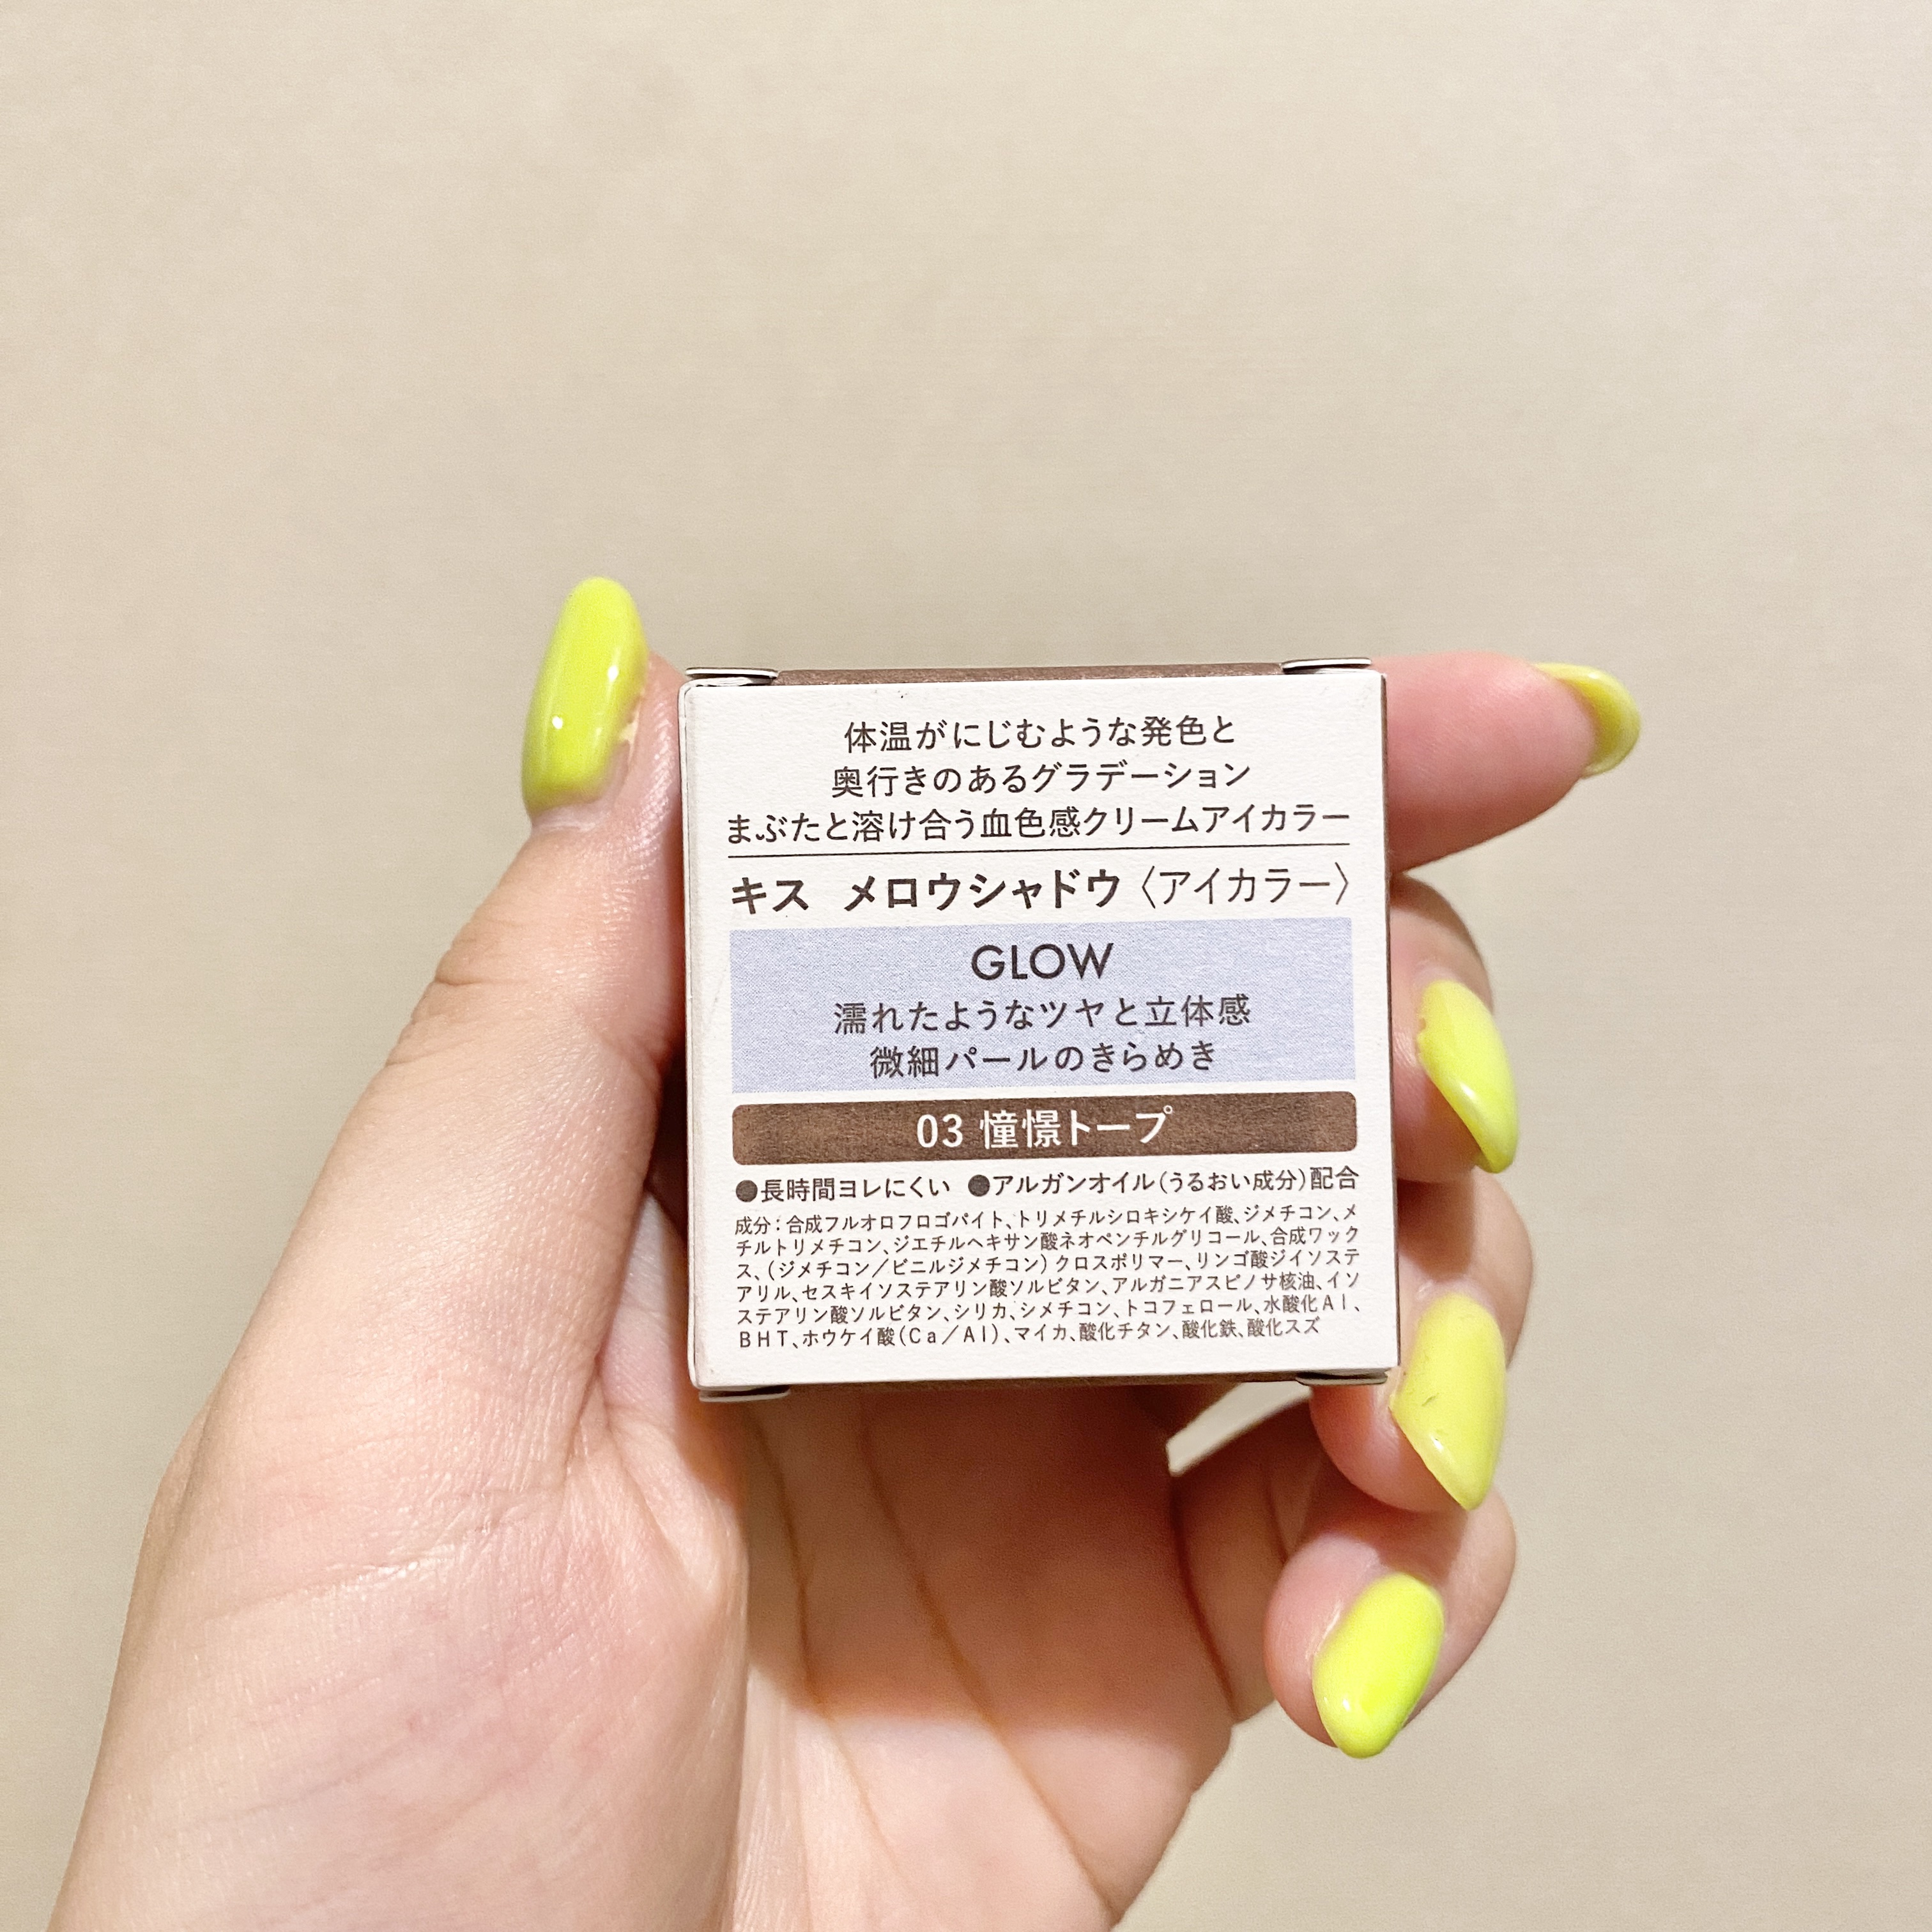 体温がにじむような発色と
奥行きのあるグラデーション
まぶたと溶け合う血色感クリームアイカラー
キス メロウシャドウ〈アイカラー〉
GLOW
濡れたようなツヤと立体感
微細パールのきらめき
03 憧憬トープ
●長時間ヨレにくい ●アルガンオイル(うるおい成分)配合
成分:合成フルオロフロゴパイト、トリメチルシロキシケイ酸、ジメチコン、メ
チルトリメチコン、ジエチルヘキサン酸ネオペンチルグリコール、合成ワック
ス、(ジメチコン/ビニルジメチコン)クロスポリマー、リンゴ酸ジイソステ
アリル、セスキイソステアリン酸ソルビタン、アルガニアスピノサ核油、イソ
ステアリン酸ソルビタン、シリカ、シメチコン、トコフェロール、水酸化Al、
BHT、ホウケイ酸(Ca/Al)、マイカ、酸化チタン、酸化鉄、酸化スズ